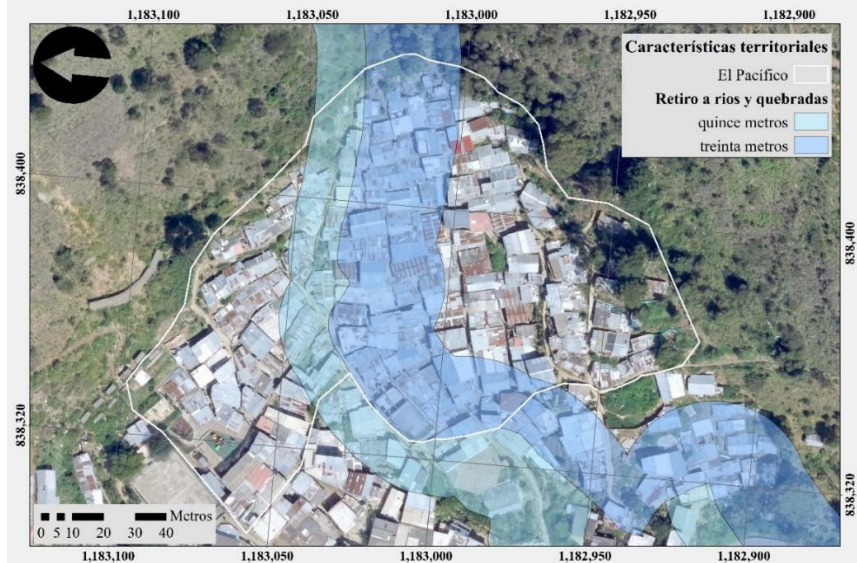 1,183,100 1,183,050 1,183,000 1,182,950 1,182,900
Características territoriales
El Pacífico
Retiro a rios y quebradas
quince metros
treinta metros
838,400
838,400
838,320
838,320
Metros
0 5 10 20 30 40
1,183,100 1,183,050 1,183,000 1,182,950 1,182,900